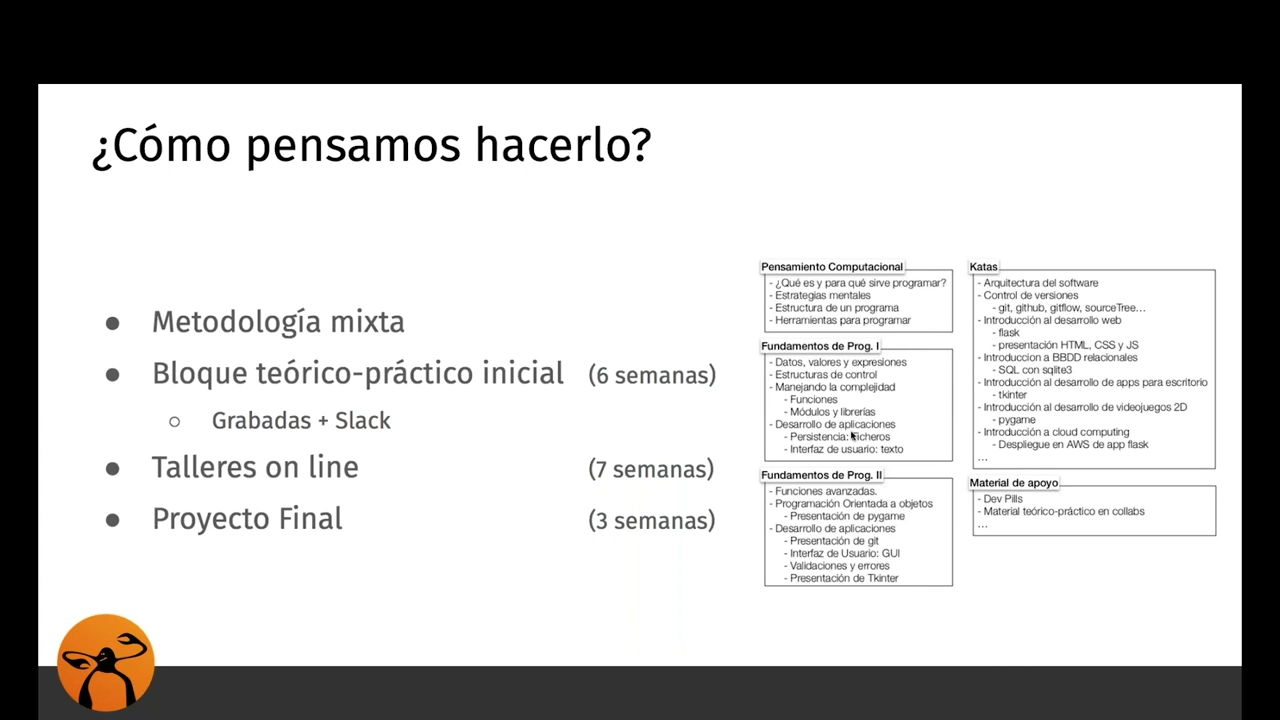 ¿Cómo pensamos hacerlo?
● Metodología mixta
● Bloque teórico-práctico inicial (6 semanas)
○ Grabadas + Slack
● Talleres on line (7 semanas)
● Proyecto Final (3 semanas)
Pensamiento Computacional
- ¿Qué es y para qué sirve programar?
- Estrategias mentales
- Estructura de un programa
- Herramientas para programar
Fundamentos de Prog. I
- Datos, valores y expresiones
- Estructuras de control
- Manejando la complejidad
- Funciones
- Módulos y librerías
- Desarrollo de aplicaciones
- Persistencia: Ficheros
- Interfaz de usuario: texto
Fundamentos de Prog. II
- Funciones avanzadas.
- Programación Orientada a objetos
- Presentación de pygame
- Desarrollo de aplicaciones
- Presentación de git
- Interfaz de Usuario: GUI
- Validaciones y errores
- Presentación de Tkinter
Katas
- Arquitectura del software
- Control de versiones
- git, github, gitflow, sourceTree...
- Introducción al desarrollo web
- flask
- presentación HTML, CSS y JS
- Introduccion a BBDD relacionales
- SQL con sqlite3
- Introducción al desarrollo de apps para escritorio
- tkinter
- Introducción al desarrollo de videojuegos 2D
- pygame
- Introducción a cloud computing
- Despliegue en AWS de app flask
...
Material de apoyo
- Dev Pills
- Material teórico-práctico en collabs
...